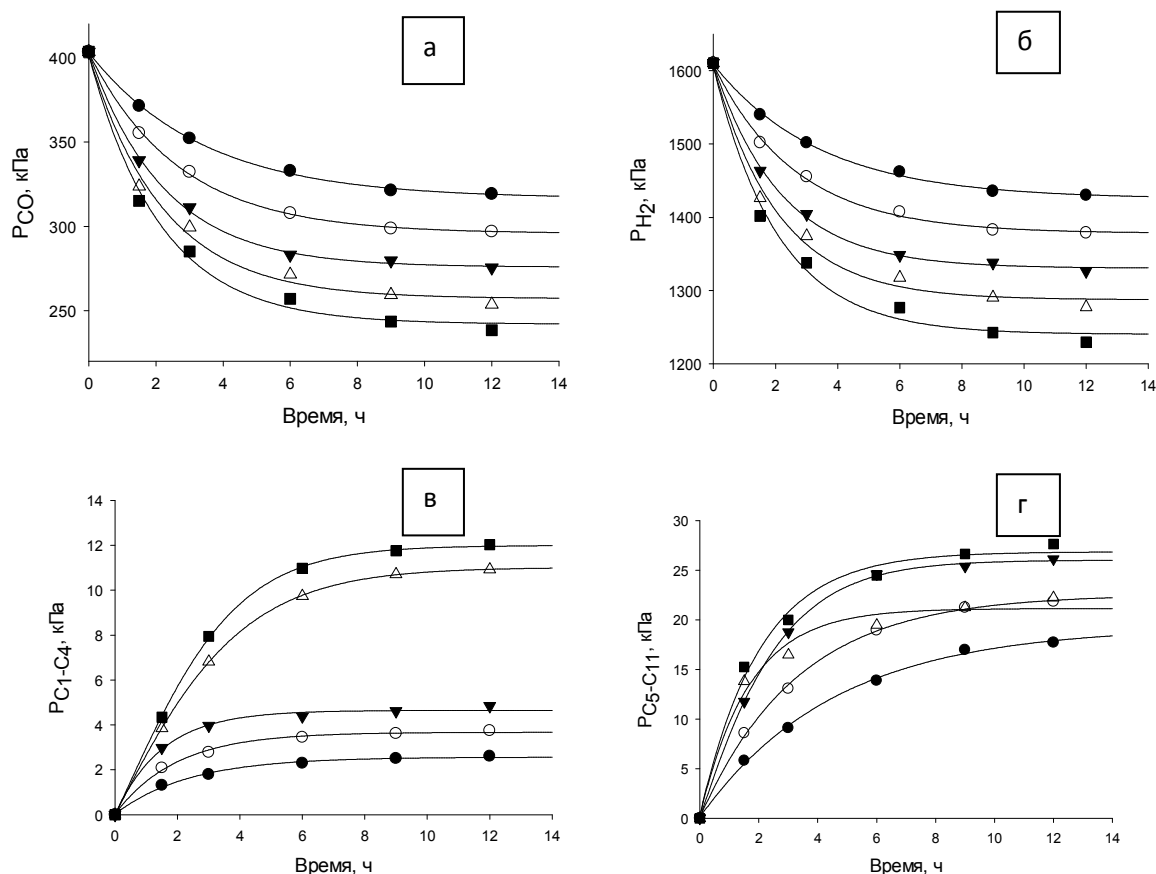 а
400
350
300
250
P_CO, кПа
0 2 4 6 8 10 12 14
Время, ч
б
1600
1500
1400
1300
1200
P_H2, кПа
0 2 4 6 8 10 12 14
Время, ч
в
14
12
10
8
6
4
2
0
P_C1-C4, кПа
0 2 4 6 8 10 12 14
Время, ч
г
30
25
20
15
10
5
0
P_C5-C11, кПа
0 2 4 6 8 10 12 14
Время, ч